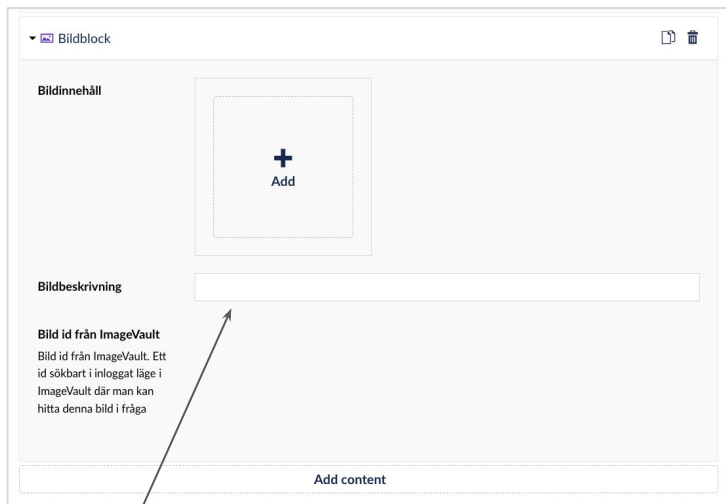 Bildblock
Bildinnehåll
Add
Bildbeskrivning
Bild id från ImageVault
Bild id från ImageVault. Ett
id sökbart i inloggat läge i
ImageVault där man kan
hitta denna bild i fråga
Add content